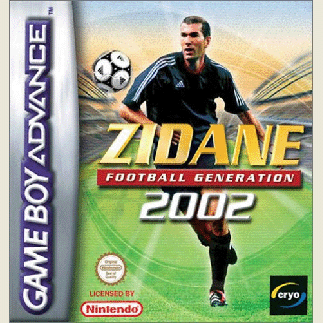 GAME BOY ADVANCE
ZIDANE
FOOTBALL GENERATION
2002
LICENSED BY
Nintendo
cryo